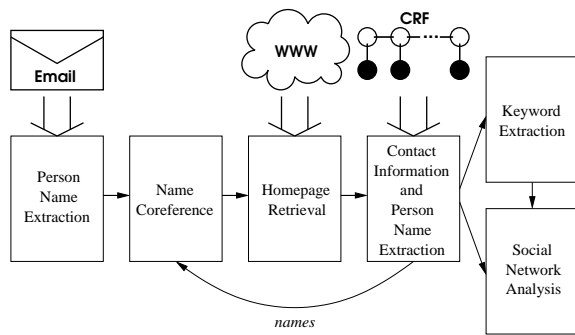 CRF
WWW
Email
Person
Name
Extraction
Name
Coreference
Homepage
Retrieval
Contact
Information
and
Person
Name
Extraction
Keyword
Extraction
Social
Network
Analysis
names